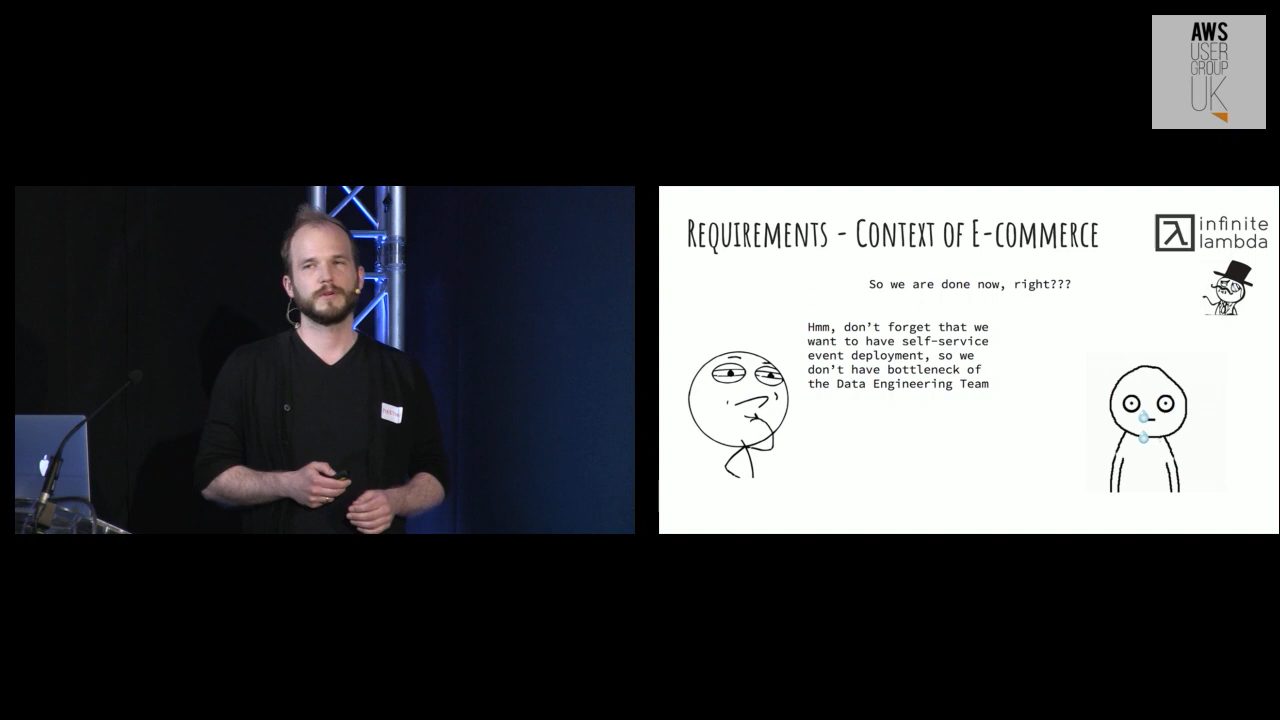 AWS
USER
GROUP
UK
Requirements - Context of E-commerce
infinite
lambda
So we are done now, right???
Hmm, don't forget that we
want to have self-service
event deployment, so we
don't have bottleneck of
the Data Engineering Team